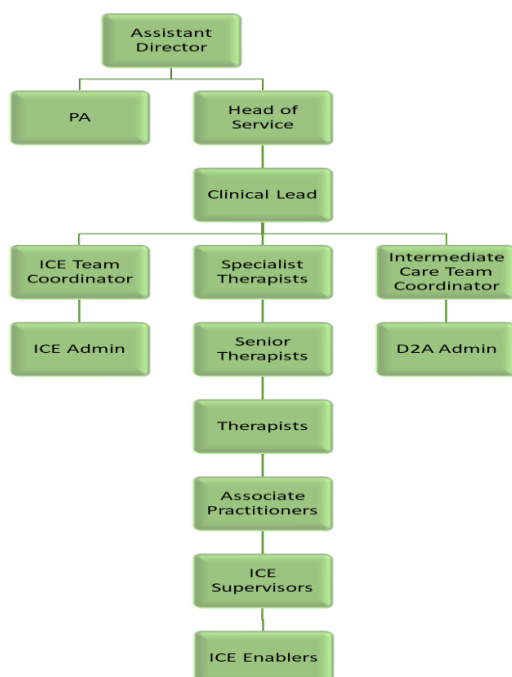 Assistant
Director
PA
Head of
Service
Clinical Lead
ICE Team
Coordinator
Specialist
Therapists
Intermediate
Care Team
Coordinator
ICE Admin
Senior
Therapists
D2A Admin
Therapists
Associate
Practitioners
ICE
Supervisors
ICE Enablers